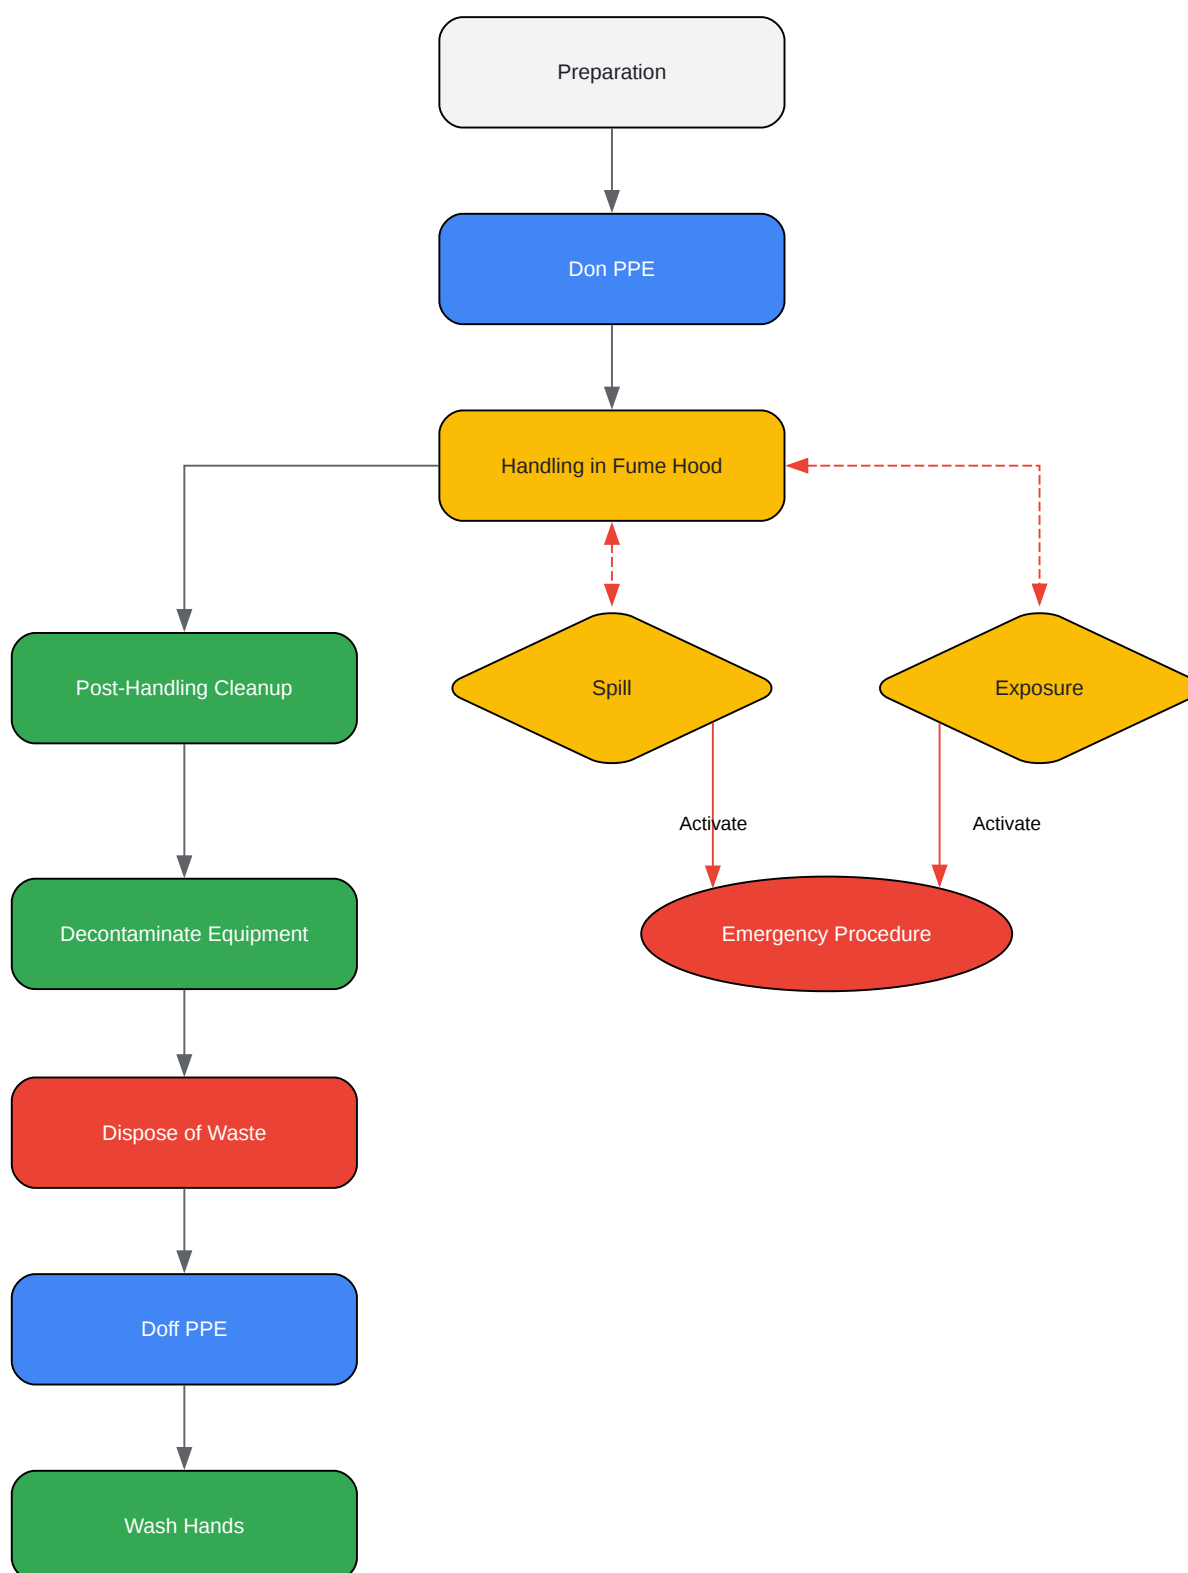 Preparation
Don PPE
Handling in Fume Hood
Post-Handling Cleanup
Spill
Exposure
Activate
Activate
Decontaminate Equipment
Emergency Procedure
Dispose of Waste
Doff PPE
Wash Hands